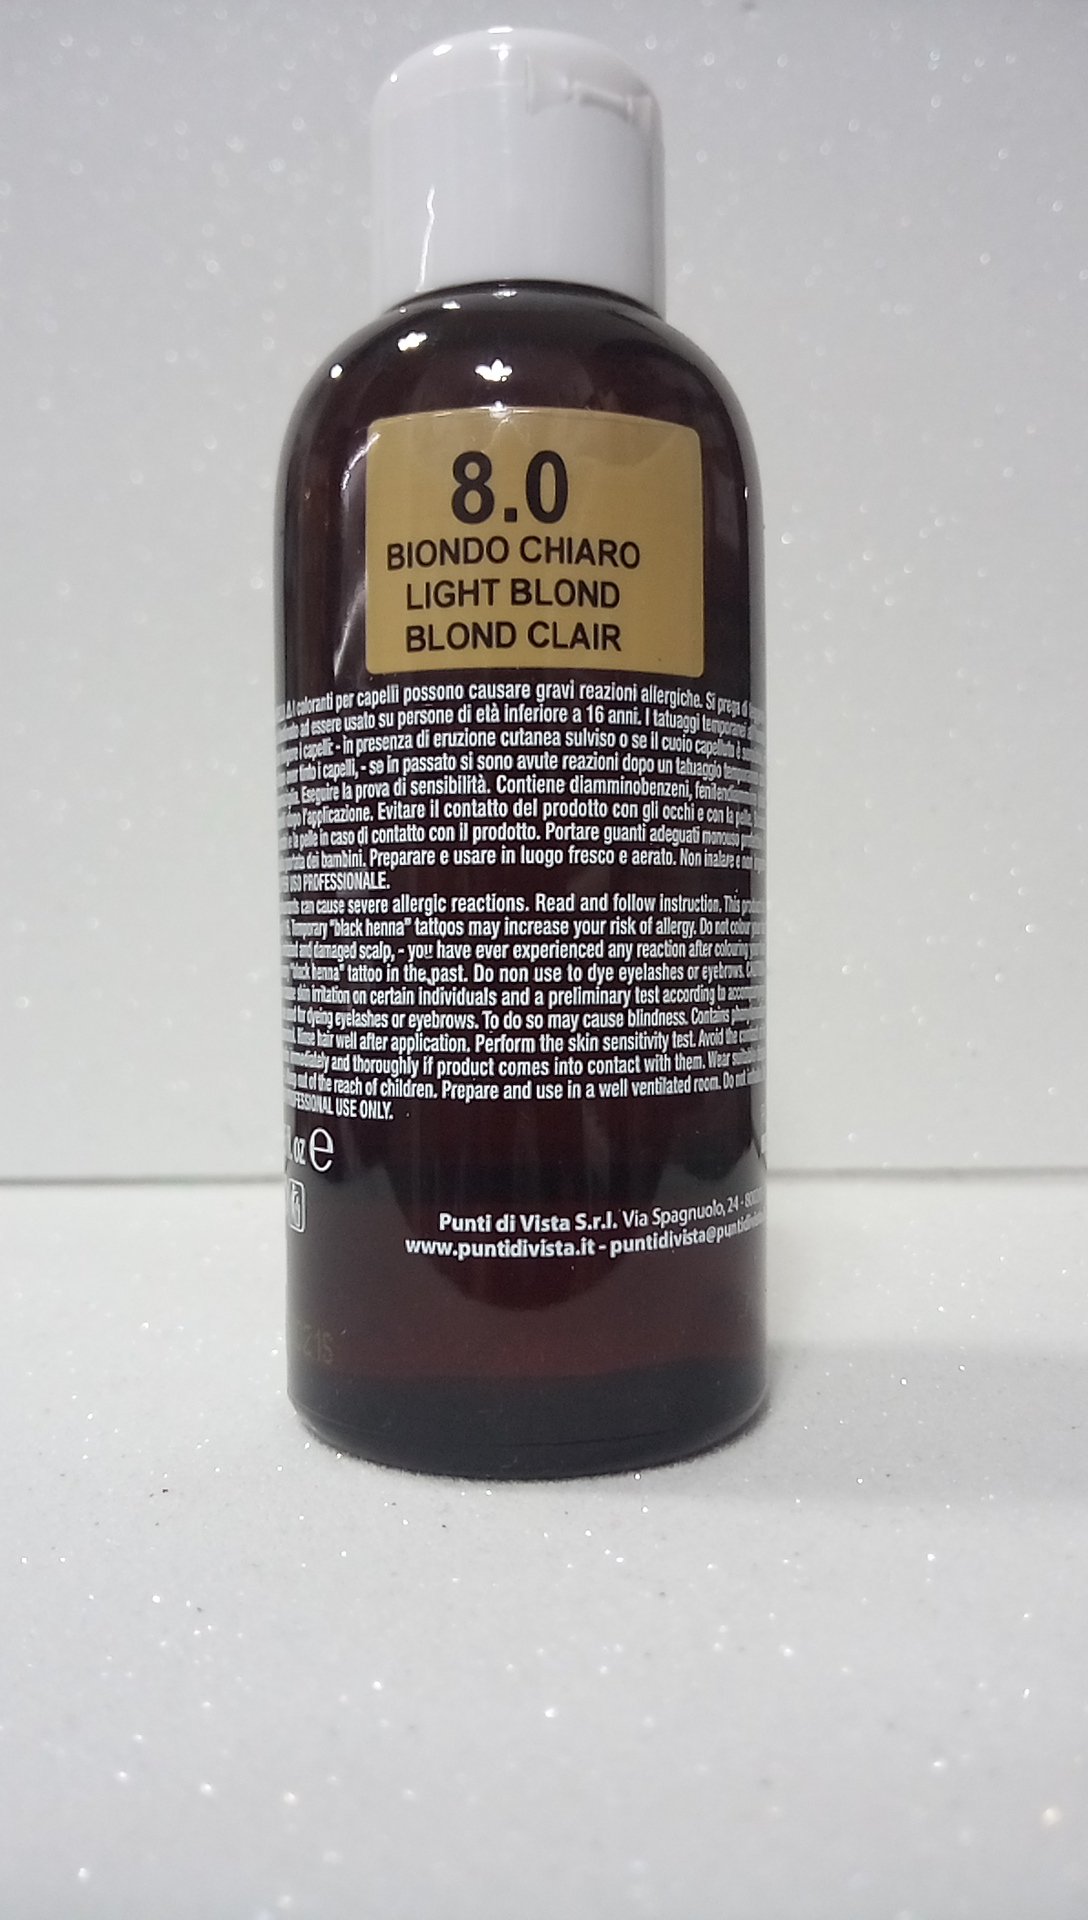 8.0
BIONDO CHIARO
LIGHT BLOND
BLOND CLAIR
coloranti per capelli possono causare gravi reazioni allergiche. Si prega di
ad essere usato su persone di età inferiore a 16 anni. I tatuaggi temporanei
capelli: - in presenza di eruzione cutanea sulviso o se il cuoio capelluto è
tinto i capelli, - se in passato si sono avute reazioni dopo un tatuaggio temporaneo
Eseguire la prova di sensibilità. Contiene diamminobenzeni,
dopo l'applicazione. Evitare il contatto del prodotto con gli occhi e con la pelle.
la pelle in caso di contatto con il prodotto. Portare guanti adeguati monouso
dei bambini. Preparare e usare in luogo fresco e aerato. Non inalare e non
USO PROFESSIONALE.
can cause severe allergic reactions. Read and follow instruction. This
Temporary "black henna" tattoos may increase your risk of allergy. Do not colour
and damaged scalp, - you have ever experienced any reaction after colouring
"black henna" tattoo in the past. Do non use to dye eyelashes or eyebrows.
skin irritation on certain individuals and a preliminary test according to
for dyeing eyelashes or eyebrows. To do so may cause blindness. Contains
Rinse hair well after application. Perform the skin sensitivity test. Avoid the
immediately and thoroughly if product comes into contact with them. Wear
out of the reach of children. Prepare and use in a well ventilated room. Do not
USE ONLY.
oz e
Punti di Vista S.r.l. Via Spagnuolo, 24 -
www.puntidivista.it -